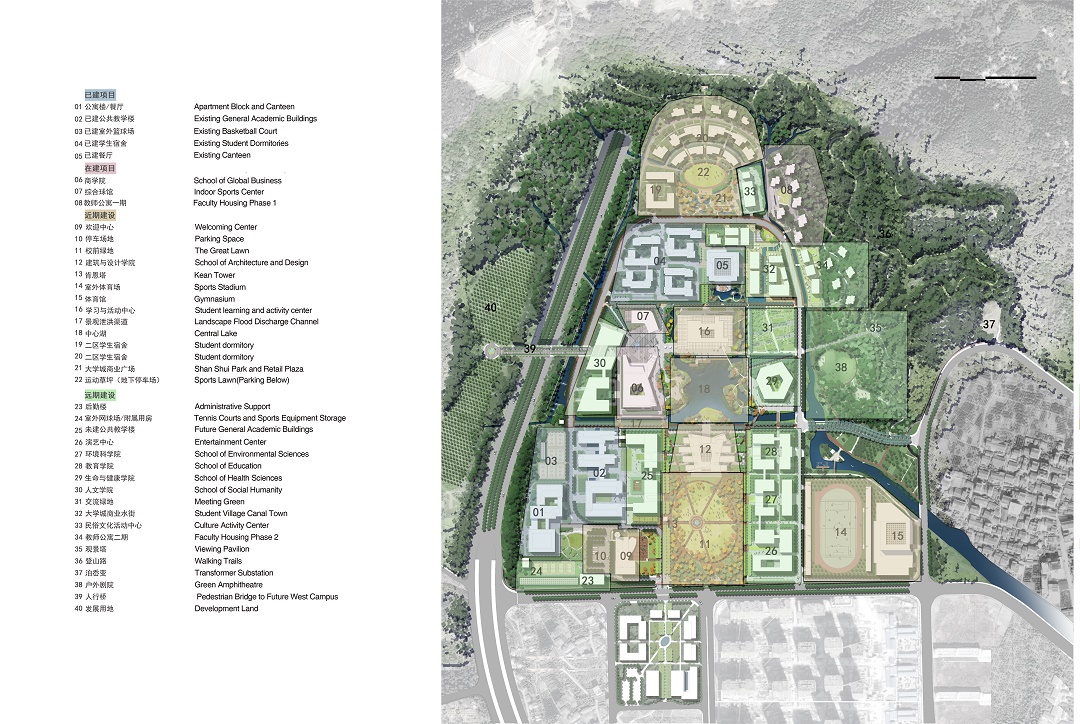 已建项目
01 公寓楼/餐厅 Apartment Block and Canteen
02 已建公共教学楼 Existing General Academic Buildings
03 已建室外篮球场 Existing Basketball Court
04 已建学生宿舍 Existing Student Dormitories
05 已建餐厅 Existing Canteen
在建项目
06 商学院 School of Global Business
07 综合球馆 Indoor Sports Center
08 教师公寓一期 Faculty Housing Phase 1
近期建设
09 欢迎中心 Welcoming Center
10 停车场地 Parking Space
11 校前绿地 The Great Lawn
12 建筑与设计学院 School of Architecture and Design
13 肯恩塔 Kean Tower
14 室外体育场 Sports Stadium
15 体育馆 Gymnasium
16 学习与活动中心 Student learning and activity center
17 景观泄洪渠道 Landscape Flood Discharge Channel
18 中心湖 Central Lake
19 二区学生宿舍 Student dormitory
20 二区学生宿舍 Student dormitory
21 大学城商业广场 Shan Shui Park and Retail Plaza
22 运动草坪（地下停车场） Sports Lawn(Parking Below)
远期建设
23 后勤楼 Administrative Support
24 室外网球场/附属用房 Tennis Courts and Sports Equipment Storage
25 未建公共教学楼 Future General Academic Buildings
26 演艺中心 Entertainment Center
27 环境科学院 School of Environmental Sciences
28 教育学院 School of Education
29 生命与健康学院 School of Health Sciences
30 人文学院 School of Social Humanity
31 交流绿地 Meeting Green
32 大学城商业水街 Student Village Canal Town
33 民俗文化活动中心 Culture Activity Center
34 教师公寓二期 Faculty Housing Phase 2
35 观景塔 Viewing Pavilion
36 登山路 Walking Trails
37 泊岙变 Transformer Substation
38 户外剧院 Green Amphitheatre
39 人行桥 Pedestrian Bridge to Future West Campus
40 发展用地 Development Land
20
22
19
21
33
08
36
04
05
32
34
40
07
16
31
35
37
39
30
06
18
29
38
17
12
28
03
02
25
01
27
13
11
14
15
10
09
26
24
23